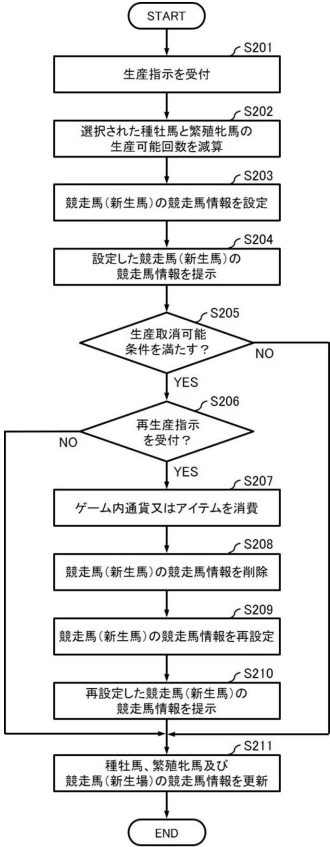 START
S201
生産指示を受付
S202
選択された種牡馬と繁殖牝馬の
生産可能回数を減算
S203
競走馬(新生馬)の競走馬情報を設定
S204
設定した競走馬(新生馬)の
競走馬情報を提示
S205
生産取消可能
条件を満たす?
NO
YES
S206
再生産指示
を受付?
NO
YES
S207
ゲーム内通貨又はアイテムを消費
S208
競走馬(新生馬)の競走馬情報を削除
S209
競走馬(新生馬)の競走馬情報を再設定
S210
再設定した競走馬(新生馬)の
競走馬情報を提示
S211
種牡馬、繁殖牝馬及び
競走馬(新生場)の競走馬情報を更新
END